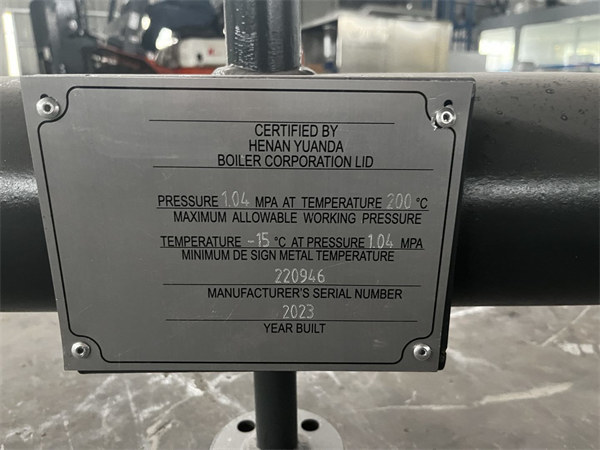 CERTIFIED BY
HENAN YUANDA
BOILER CORPORATION LID
PRESSURE 1.04 MPA AT TEMPERATURE 200 °C
MAXIMUM ALLOWABLE WORKING PRESSURE
TEMPERATURE -15 °C AT PRESSURE 1.04 MPA
MINIMUM DE SIGN METAL TEMPERATURE
220946
MANUFACTURER'S SERIAL NUMBER
2023
YEAR BUILT